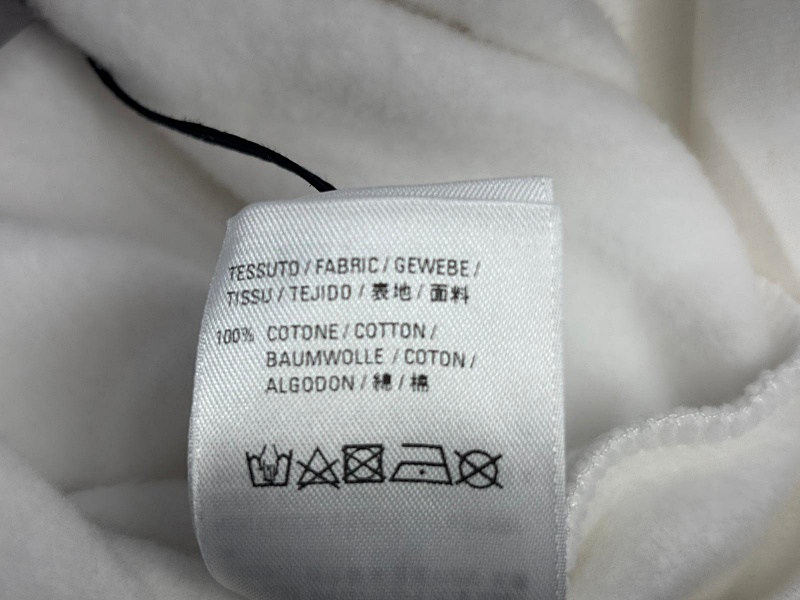 TESSUTO / FABRIC / GEWEBE /
TISSU / TEJIDO / 表地 / 面料
100% COTONE / COTTON /
BAUMWOLLE / COTON /
ALGODON / 綿 / 棉